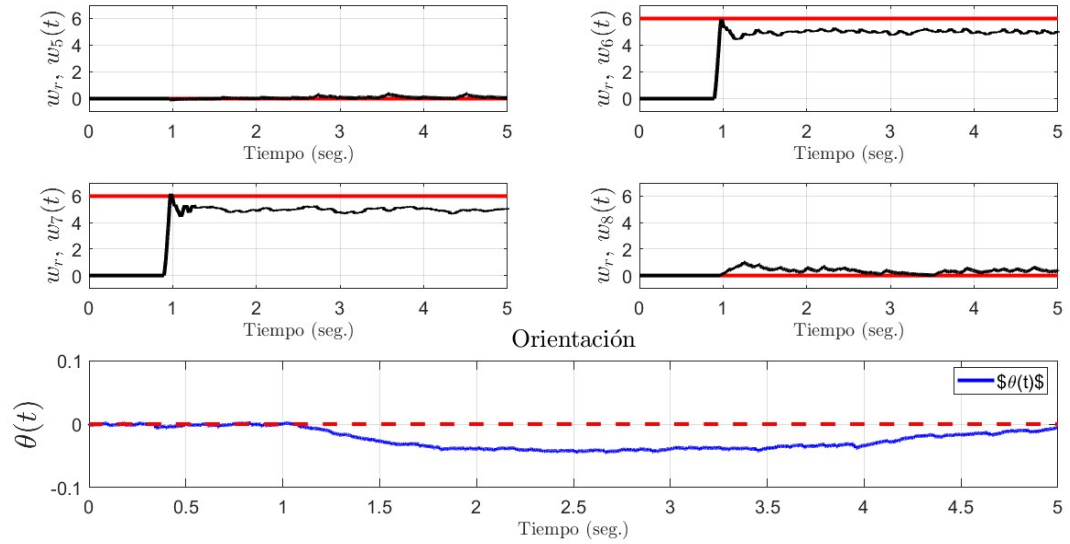 w_r, w_5(t)
6
4
2
0
0 1 2 3 4 5
Tiempo (seg.)
w_r, w_6(t)
6
4
2
0
0 1 2 3 4 5
Tiempo (seg.)
w_r, w_7(t)
6
4
2
0
0 1 2 3 4 5
Tiempo (seg.)
w_r, w_8(t)
6
4
2
0
0 1 2 3 4 5
Tiempo (seg.)
Orientación
θ(t)
0.1
0
-0.1
$θ(t)$
0 0.5 1 1.5 2 2.5 3 3.5 4 4.5 5
Tiempo (seg.)